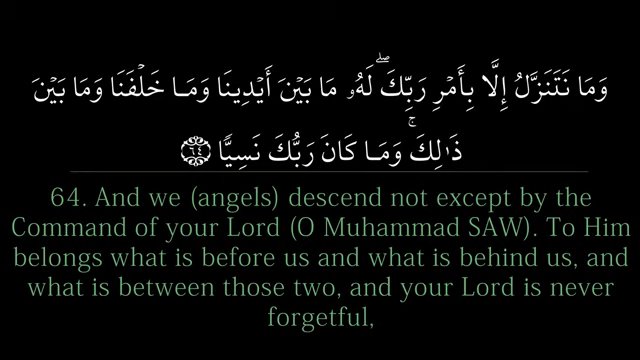 وَمَا نَتَنَزَّلُ إِلَّا بِأَمۡرِ رَبِّكَۖ لَهُۥ مَا بَيۡنَ أَيۡدِينَا وَمَا خَلۡفَنَا وَمَا بَيۡنَ
ذَٰلِكَۚ وَمَا كَانَ رَبُّكَ نَسِيّٗا ٦٤
64. And we (angels) descend not except by the
Command of your Lord (O Muhammad SAW). To Him
belongs what is before us and what is behind us, and
what is between those two, and your Lord is never
forgetful,